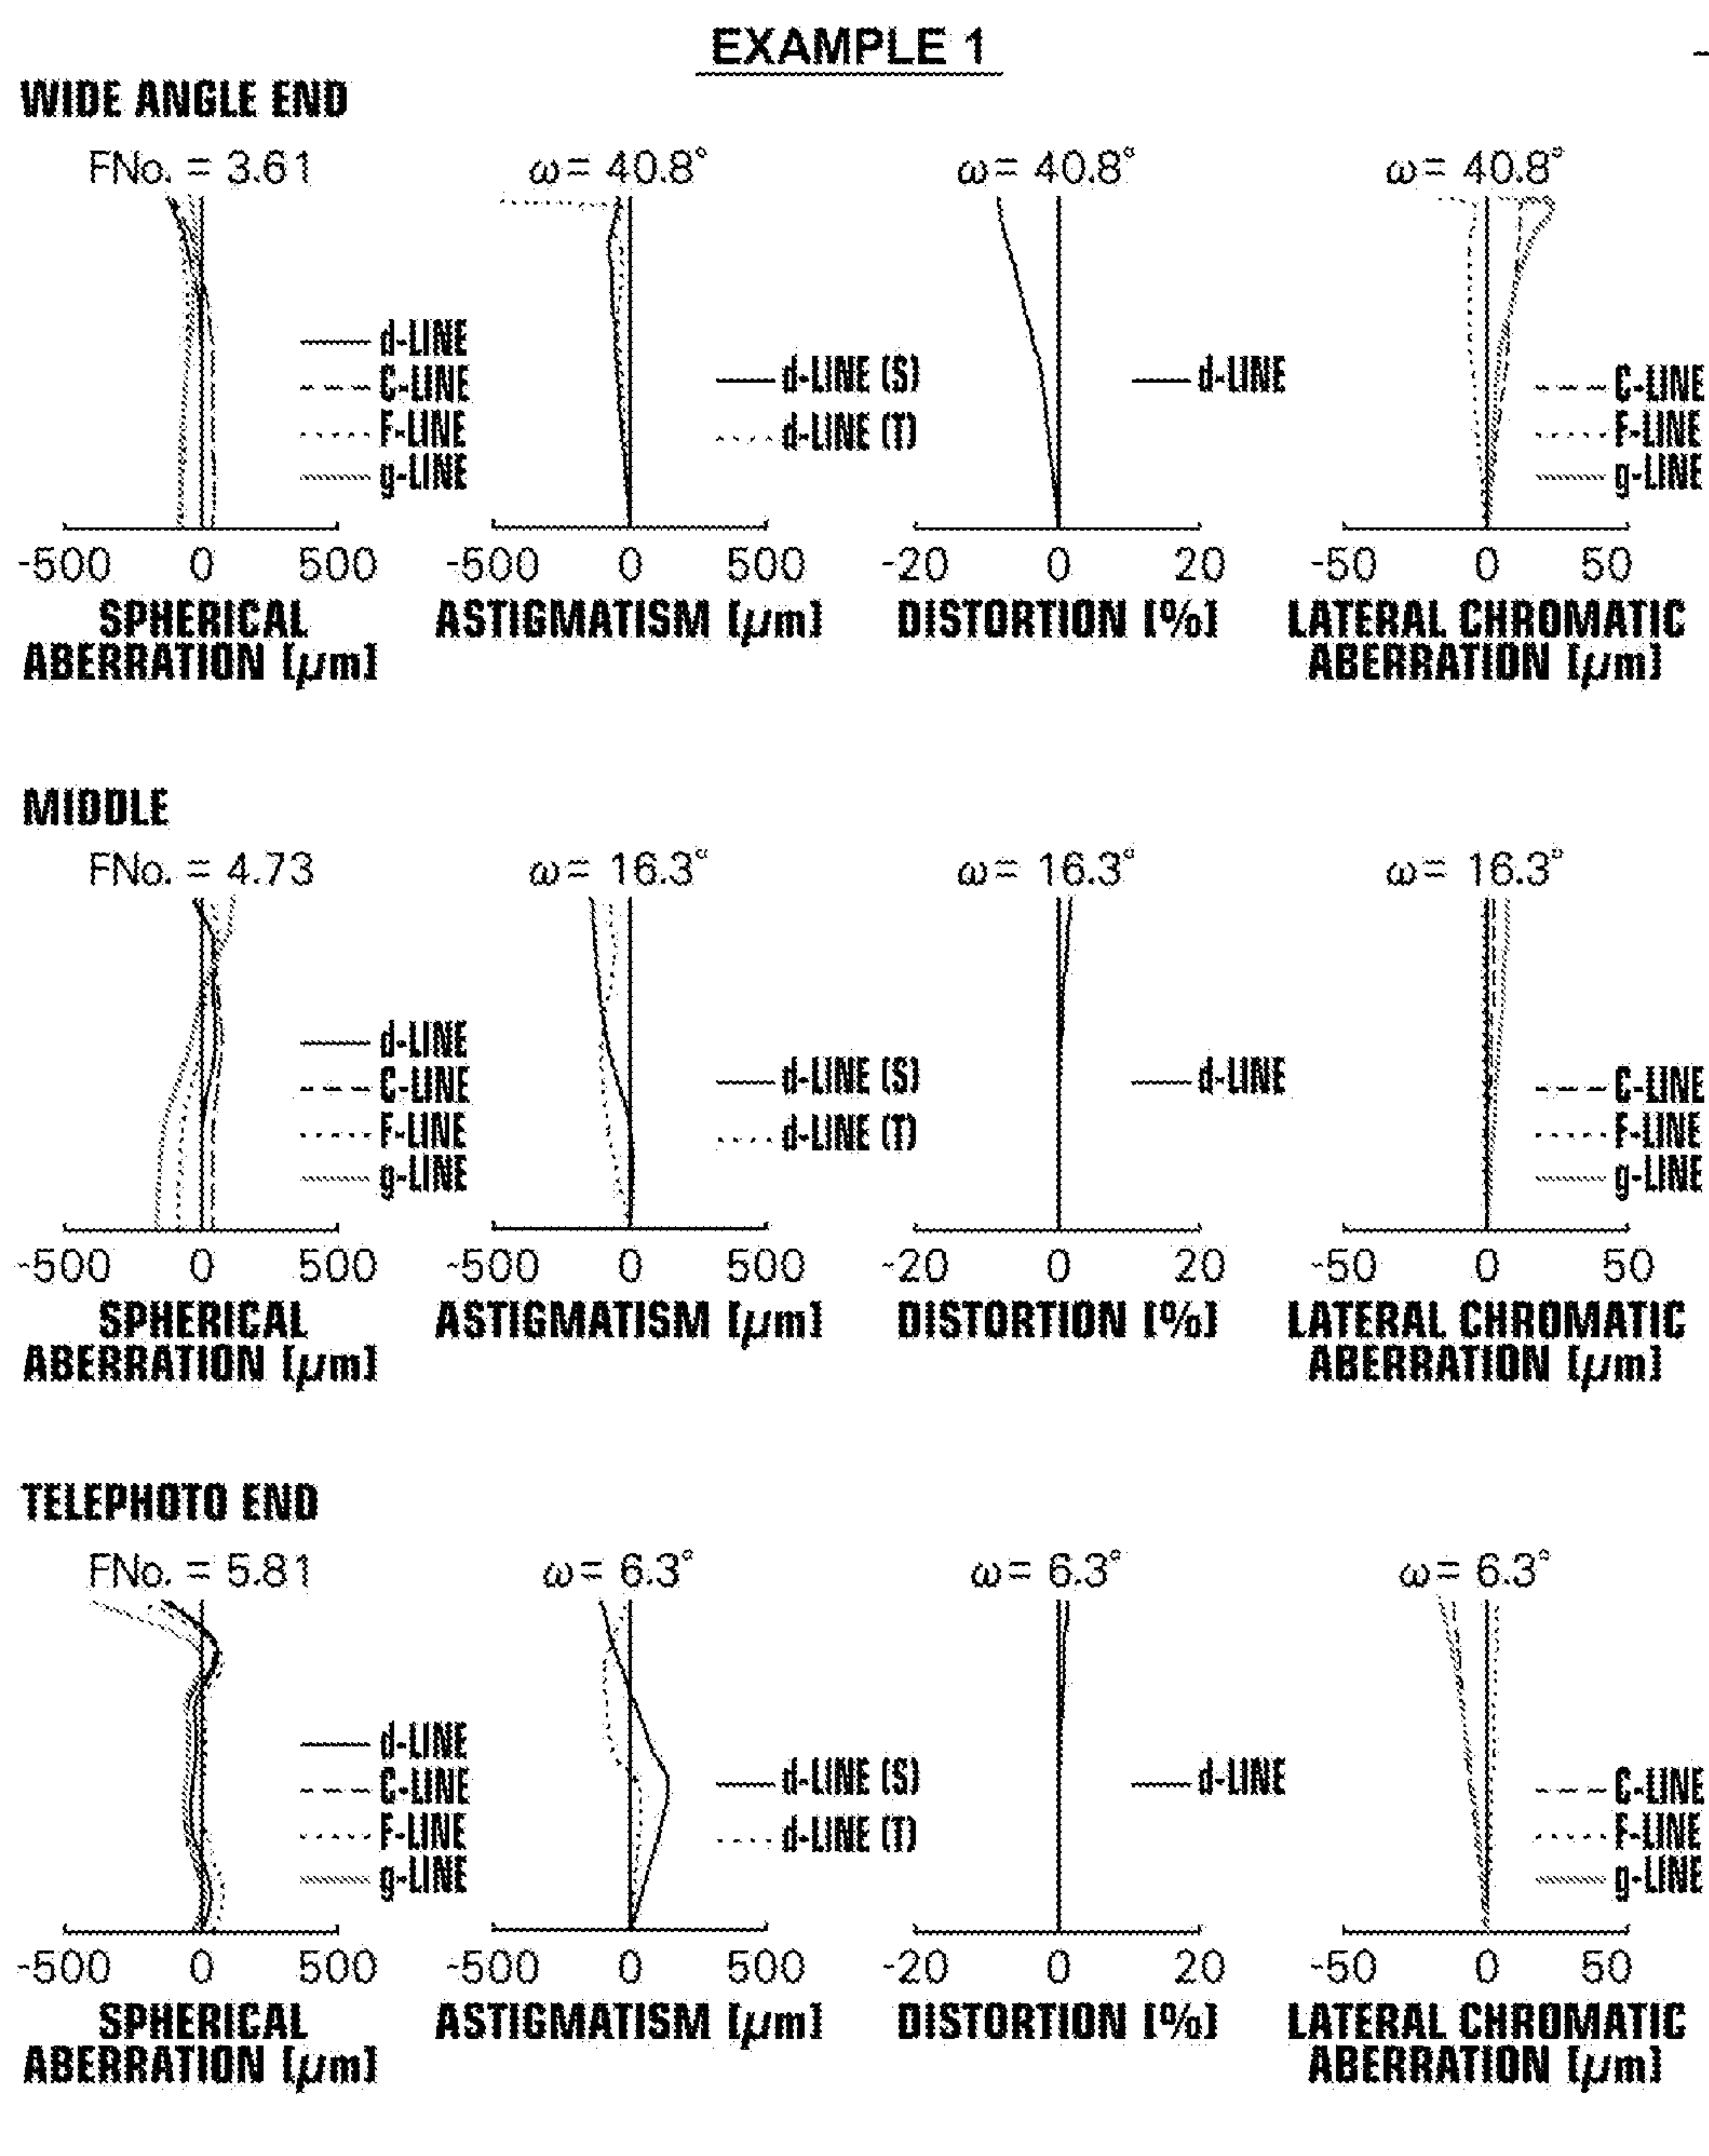 EXAMPLE 1
WIDE ANGLE END
FNo. = 3.61
ω= 40.8°
ω= 40.8°
ω= 40.8°
d-LINE
C-LINE
F-LINE
g-LINE
d-LINE (S)
d-LINE (T)
d-LINE
C-LINE
F-LINE
g-LINE
-500 0 500
-500 0 500
-20 0 20
-50 0 50
SPHERICAL
ABERRATION [μm]
ASTIGMATISM [μm]
DISTORTION [%]
LATERAL CHROMATIC
ABERRATION [μm]
MIDDLE
FNo. = 4.73
ω= 16.3°
ω= 16.3°
ω= 16.3°
d-LINE
C-LINE
F-LINE
g-LINE
d-LINE (S)
d-LINE (T)
d-LINE
C-LINE
F-LINE
g-LINE
-500 0 500
-500 0 500
-20 0 20
-50 0 50
SPHERICAL
ABERRATION [μm]
ASTIGMATISM [μm]
DISTORTION [%]
LATERAL CHROMATIC
ABERRATION [μm]
TELEPHOTO END
FNo. = 5.81
ω= 6.3°
ω= 6.3°
ω= 6.3°
d-LINE
C-LINE
F-LINE
g-LINE
d-LINE (S)
d-LINE (T)
d-LINE
C-LINE
F-LINE
g-LINE
-500 0 500
-500 0 500
-20 0 20
-50 0 50
SPHERICAL
ABERRATION [μm]
ASTIGMATISM [μm]
DISTORTION [%]
LATERAL CHROMATIC
ABERRATION [μm]